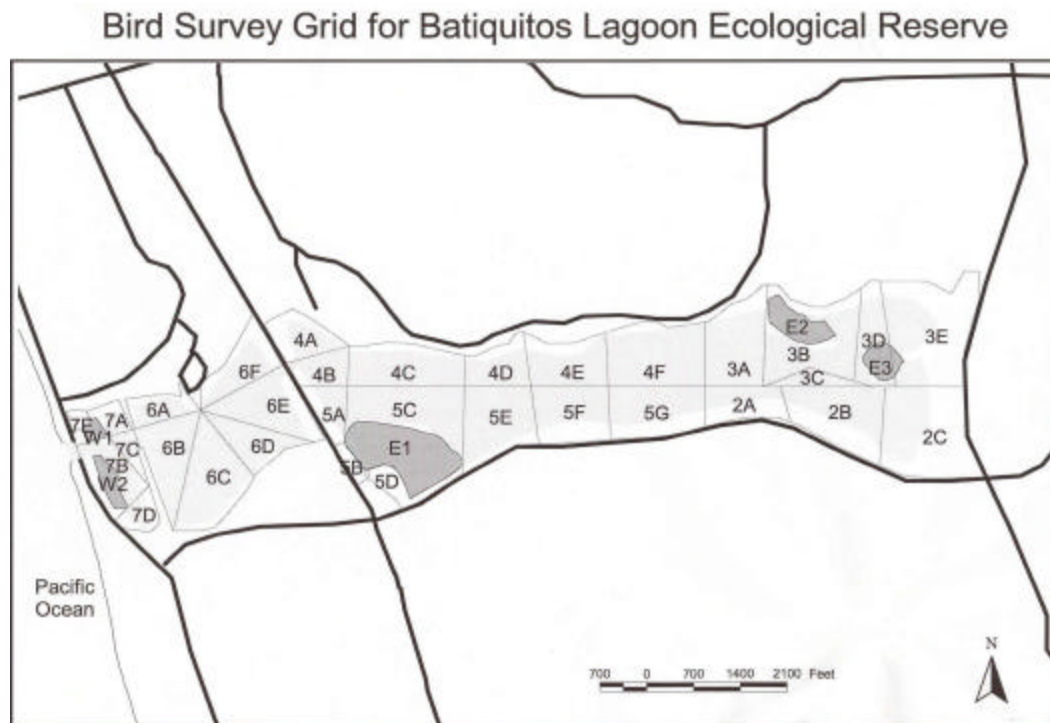 Bird Survey Grid for Batiquitos Lagoon Ecological Reserve
4A
E2
6F
4B
4C
4D
4E
4F
3A
3B
3C
3D
E3
3E
7E
W1
7A
6A
6E
5A
5C
5E
5F
5G
2A
2B
2C
7C
7B
W2
6B
6D
6C
E1
5B
5D
7D
Pacific
Ocean
N
700 0 700 1400 2100 Feet